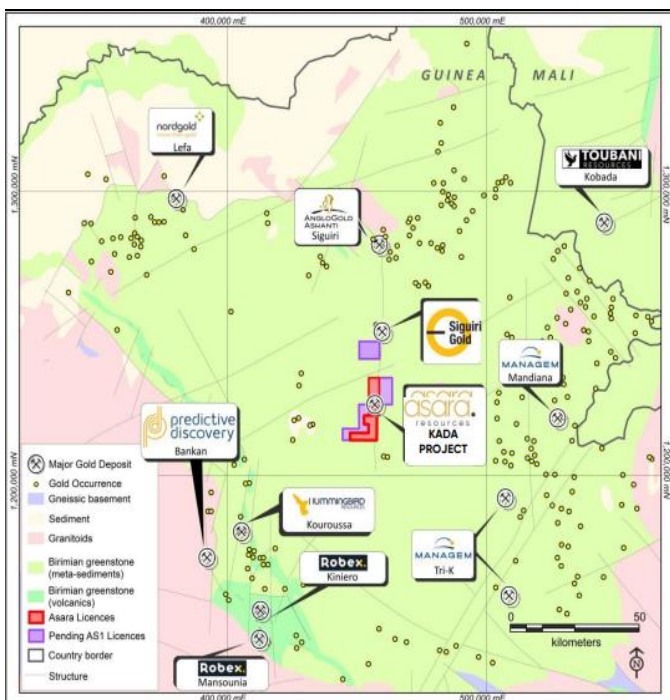 400,000 mE
500,000 mE
GUINEA
MALI
nordgold
Lefa
TOUBANI
RESOURCES
Kobada
1,300,000 mN
1,300,000 mN
ANGLOGOLD
ASHANTI
Siguiri
Siguiri
Gold
MANAGEM
Mandiana
asara.
resources
KADA
PROJECT
predictive
discovery
Bankan
1,200,000 mN
1,200,000 mN
HUMMINGBIRD
RESOURCES
Kouroussa
Robex.
Kiniero
MANAGEM
Tri-K
Robex.
Mansounia
Major Gold Deposit
Gold Occurrence
Gneissic basement
Sediment
Granitoids
Birimian greenstone
(meta-sediments)
Birimian greenstone
(volcanics)
Asara Licences
Pending AS1 Licences
Country border
Structure
0
50
kilometers
N
400,000 mE
500,000 mE